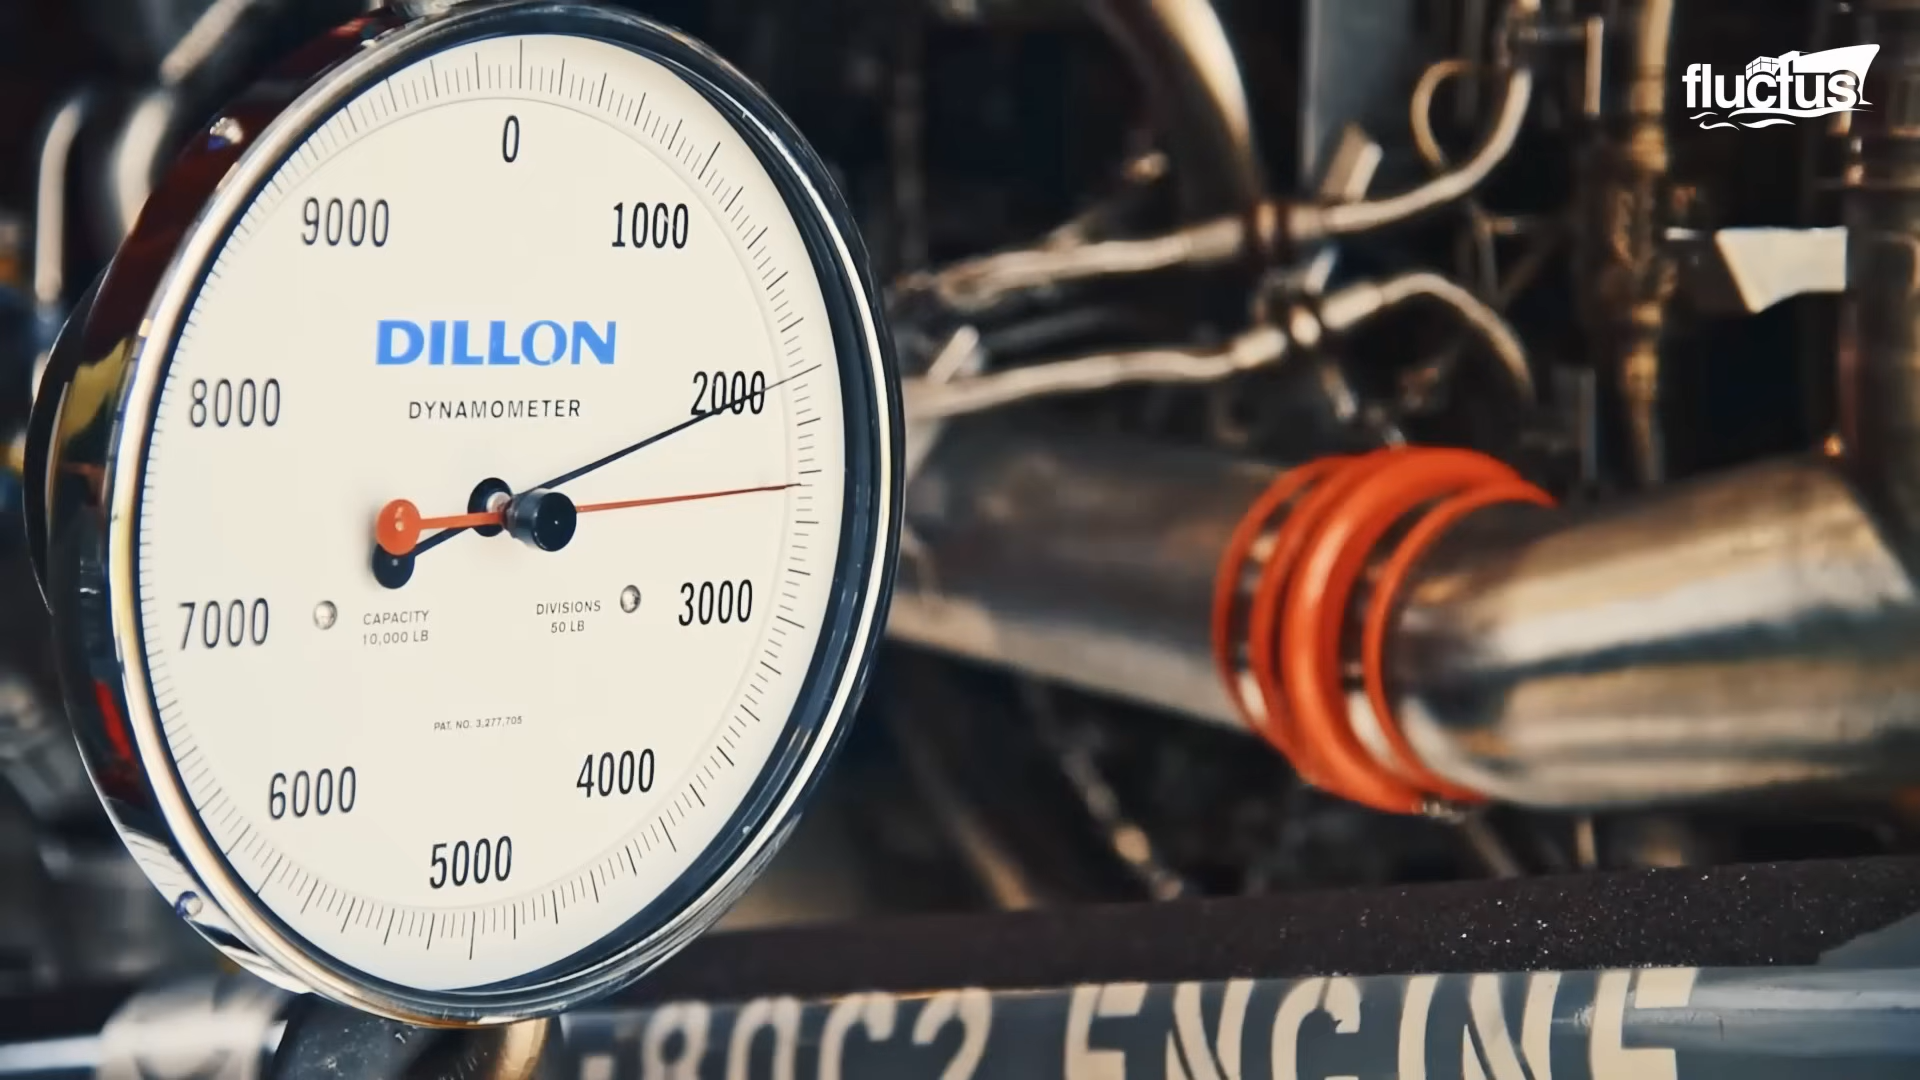 fluctus
0
9000
1000
DILLON
8000
2000
DYNAMOMETER
7000
CAPACITY
10,000 LB
DIVISIONS
50 LB
3000
PAT. NO. 3,277,705
6000
4000
5000
80C2 ENGINE